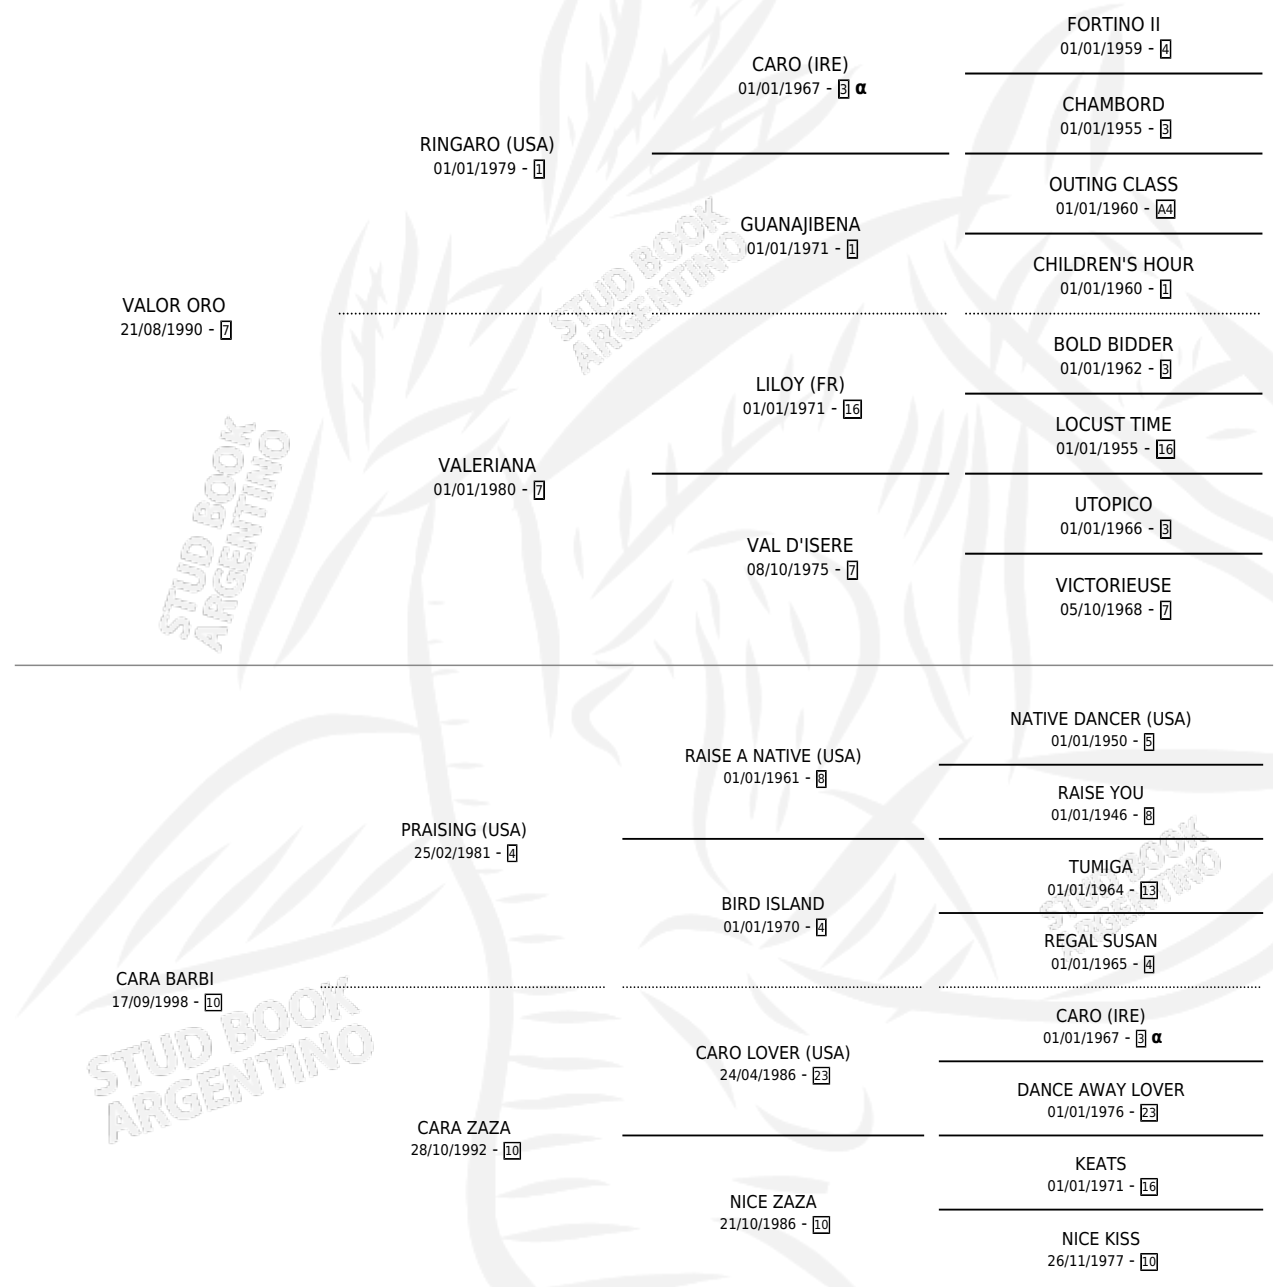 FORTINO II
01/01/1959 - 4
CARO (IRE)
01/01/1967 - 3 α
CHAMBORD
01/01/1955 - 3
RINGARO (USA)
01/01/1979 - 1
OUTING CLASS
01/01/1960 - A4
GUANAJIBENA
01/01/1971 - 1
CHILDREN'S HOUR
01/01/1960 - 1
STUD BOOK
ARGENTINO
VALOR ORO
21/08/1990 - 7
BOLD BIDDER
01/01/1962 - 3
LILOY (FR)
01/01/1971 - 16
LOCUST TIME
01/01/1955 - 16
VALERIANA
01/01/1980 - 7
UTOPICO
01/01/1966 - 3
VAL D'ISERE
08/10/1975 - 7
VICTORIEUSE
05/10/1968 - 7
STUD BOOK
ARGENTINO
NATIVE DANCER (USA)
01/01/1950 - 5
RAISE A NATIVE (USA)
01/01/1961 - 8
RAISE YOU
01/01/1946 - 8
PRAISING (USA)
25/02/1981 - 4
TUMIGA
01/01/1964 - 13
BIRD ISLAND
01/01/1970 - 4
REGAL SUSAN
01/01/1965 - 4
STUD BOOK
ARGENTINO
CARA BARBI
17/09/1998 - 10
CARO (IRE)
01/01/1967 - 3 α
CARO LOVER (USA)
24/04/1986 - 23
DANCE AWAY LOVER
01/01/1976 - 23
STUD BOOK
ARGENTINO
CARA ZAZA
28/10/1992 - 10
KEATS
01/01/1971 - 16
NICE ZAZA
21/10/1986 - 10
NICE KISS
26/11/1977 - 10